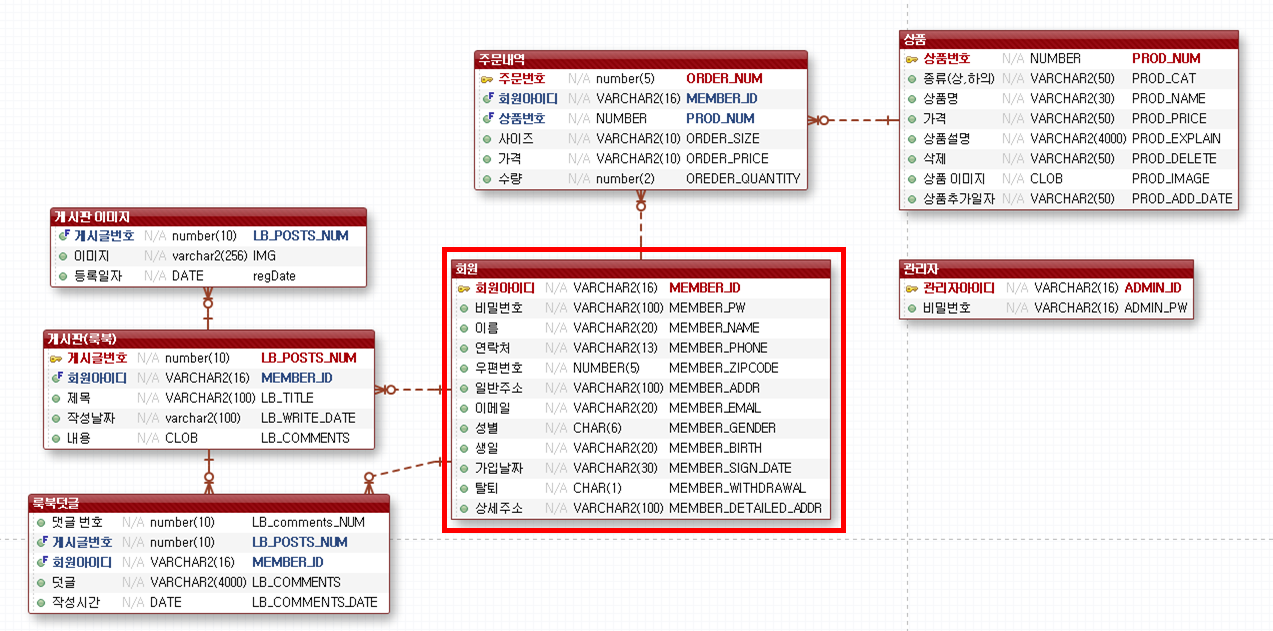 주문내역
주문번호 N/A number(5) ORDER_NUM
회원아이디 N/A VARCHAR2(16) MEMBER_ID
상품번호 N/A NUMBER PROD_NUM
사이즈 N/A VARCHAR2(10) ORDER_SIZE
가격 N/A VARCHAR2(10) ORDER_PRICE
수량 N/A number(2) OREDER_QUANTITY
상품
상품번호 N/A NUMBER PROD_NUM
종류(상,하의) N/A VARCHAR2(50) PROD_CAT
상품명 N/A VARCHAR2(30) PROD_NAME
가격 N/A VARCHAR2(50) PROD_PRICE
상품설명 N/A VARCHAR2(4000) PROD_EXPLAIN
삭제 N/A VARCHAR2(50) PROD_DELETE
상품 이미지 N/A CLOB PROD_IMAGE
상품추가일자 N/A VARCHAR2(50) PROD_ADD_DATE
게시판 이미지
게시글번호 N/A number(10) LB_POSTS_NUM
이미지 N/A varchar2(256) IMG
등록일자 N/A DATE regDate
회원
회원아이디 N/A VARCHAR2(16) MEMBER_ID
비밀번호 N/A VARCHAR2(100) MEMBER_PW
이름 N/A VARCHAR2(20) MEMBER_NAME
연락처 N/A VARCHAR2(13) MEMBER_PHONE
우편번호 N/A NUMBER(5) MEMBER_ZIPCODE
일반주소 N/A VARCHAR2(100) MEMBER_ADDR
이메일 N/A VARCHAR2(20) MEMBER_EMAIL
성별 N/A CHAR(6) MEMBER_GENDER
생일 N/A VARCHAR2(20) MEMBER_BIRTH
가입날짜 N/A VARCHAR2(30) MEMBER_SIGN_DATE
탈퇴 N/A CHAR(1) MEMBER_WITHDRAWAL
상세주소 N/A VARCHAR2(100) MEMBER_DETAILED_ADDR
관리자
관리자아이디 N/A VARCHAR2(16) ADMIN_ID
비밀번호 N/A VARCHAR2(16) ADMIN_PW
게시판(룩북)
게시글번호 N/A number(10) LB_POSTS_NUM
회원아이디 N/A VARCHAR2(16) MEMBER_ID
제목 N/A VARCHAR2(100) LB_TITLE
작성날짜 N/A varchar2(100) LB_WRITE_DATE
내용 N/A CLOB LB_COMMENTS
룩북댓글
댓글 번호 N/A number(10) LB_comments_NUM
게시글번호 N/A number(10) LB_POSTS_NUM
회원아이디 N/A VARCHAR2(16) MEMBER_ID
덧글 N/A VARCHAR2(4000) LB_COMMENTS
작성시간 N/A DATE LB_COMMENTS_DATE